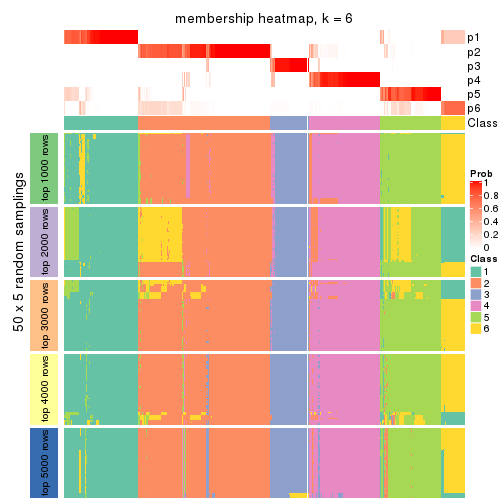 membership heatmap, k = 6
p1
p2
p3
p4
p5
p6
Class
50 x 5 random samplings
top 1000 rows
top 2000 rows
top 3000 rows
top 4000 rows
top 5000 rows
Prob
1
0.8
0.6
0.4
0.2
0
Class
1
2
3
4
5
6